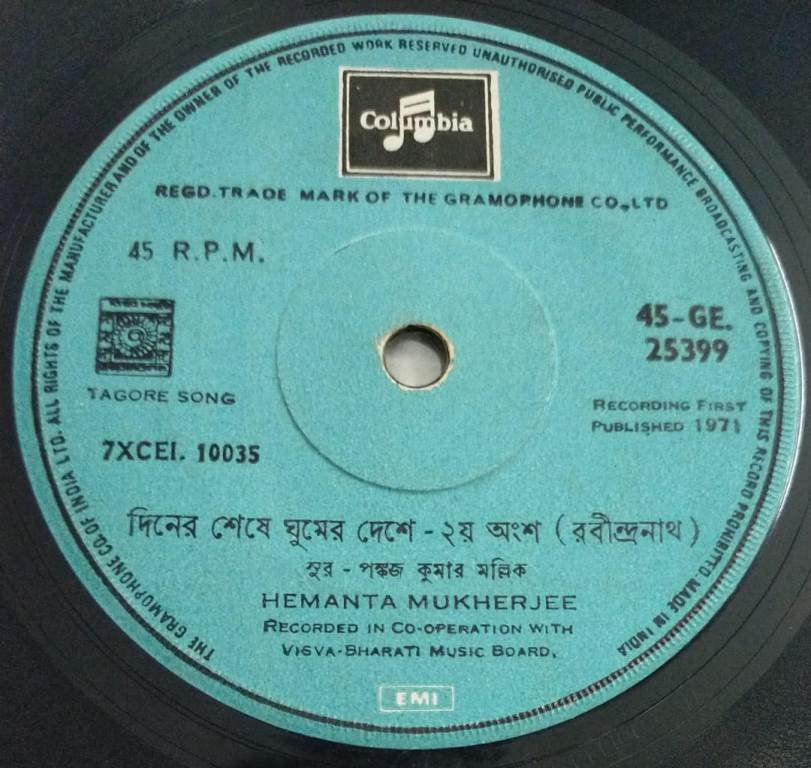 THE GRAMOPHONE CO. OF INDIA LTD. ALL RIGHTS OF THE MANUFACTURER AND OF THE OWNER OF THE RECORDED WORK RESERVED UNAUTHORISED PUBLIC PERFORMANCE BROADCASTING AND COPYING OF THIS RECORD PROHIBITED MADE IN INDIA
Columbia
REGD. TRADE MARK OF THE GRAMOPHONE CO., LTD
45 R.P.M.
45-GE.
25399
TAGORE SONG
RECORDING FIRST
PUBLISHED 1971
7XCEI. 10035
দিনের শেষে ঘুমের দেশে - ২য় অংশ (রবীন্দ্রনাথ)
সুর - পঙ্কজ কুমার মল্লিক
HEMANTA MUKHERJEE
RECORDED IN CO-OPERATION WITH
VISVA-BHARATI MUSIC BOARD.
EMI